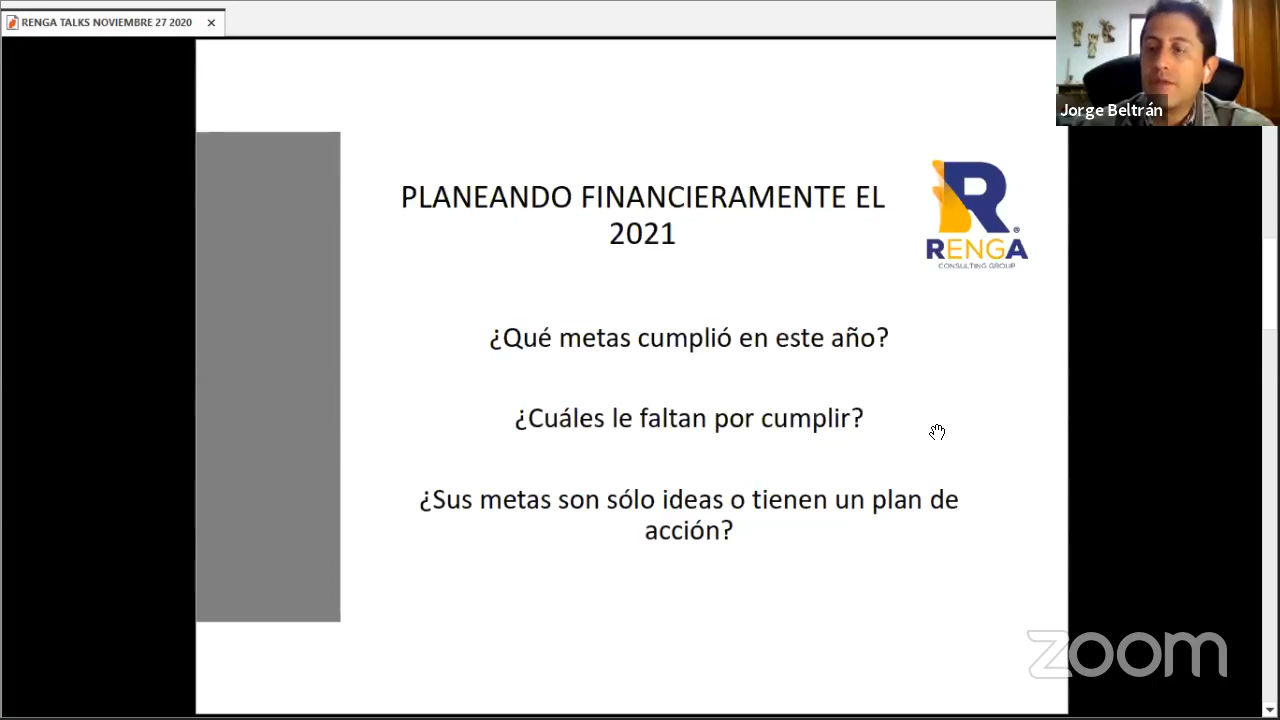 RENGA TALKS NOVIEMBRE 27 2020
Jorge Beltrán
PLANEANDO FINANCIERAMENTE EL
2021
R®
RENGA
CONSULTING GROUP
¿Qué metas cumplió en este año?
¿Cuáles le faltan por cumplir?
¿Sus metas son sólo ideas o tienen un plan de
acción?
zoom